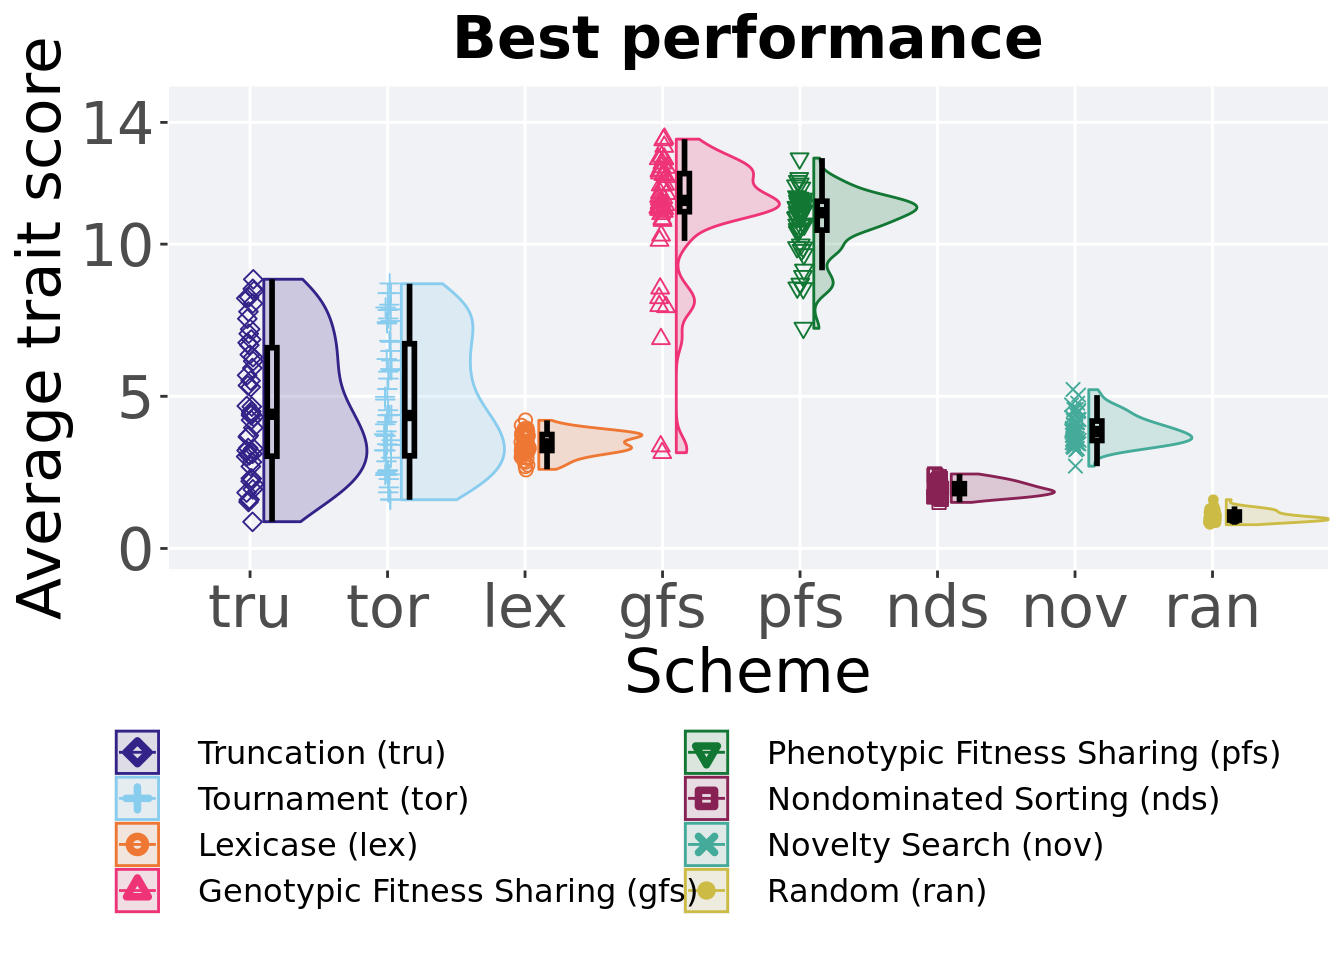 Best performance
Average trait score
14
10
5
0
tru tor lex gfs pfs nds nov ran
Scheme
Truncation (tru)
Tournament (tor)
Lexicase (lex)
Genotypic Fitness Sharing (gfs)
Phenotypic Fitness Sharing (pfs)
Nondominated Sorting (nds)
Novelty Search (nov)
Random (ran)